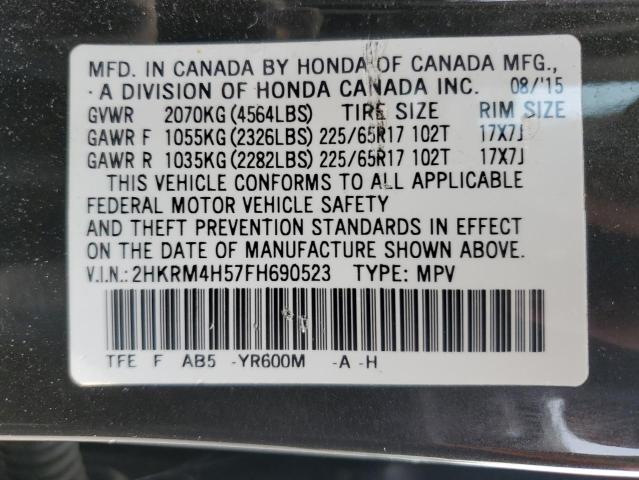 MFD. IN CANADA BY HONDA OF CANADA MFG.,
· A DIVISION OF HONDA CANADA INC. 08/'15
GVWR 2070KG (4564LBS) TIRE SIZE RIM SIZE
GAWR F 1055KG (2326LBS) 225/65R17 102T 17X7J
GAWR R 1035KG (2282LBS) 225/65R17 102T 17X7J
THIS VEHICLE CONFORMS TO ALL APPLICABLE
FEDERAL MOTOR VEHICLE SAFETY
AND THEFT PREVENTION STANDARDS IN EFFECT
ON THE DATE OF MANUFACTURE SHOWN ABOVE.
V.I.N.: 2HKRM4H57FH690523 TYPE: MPV
TFE F AB5 -YR600M -A -H